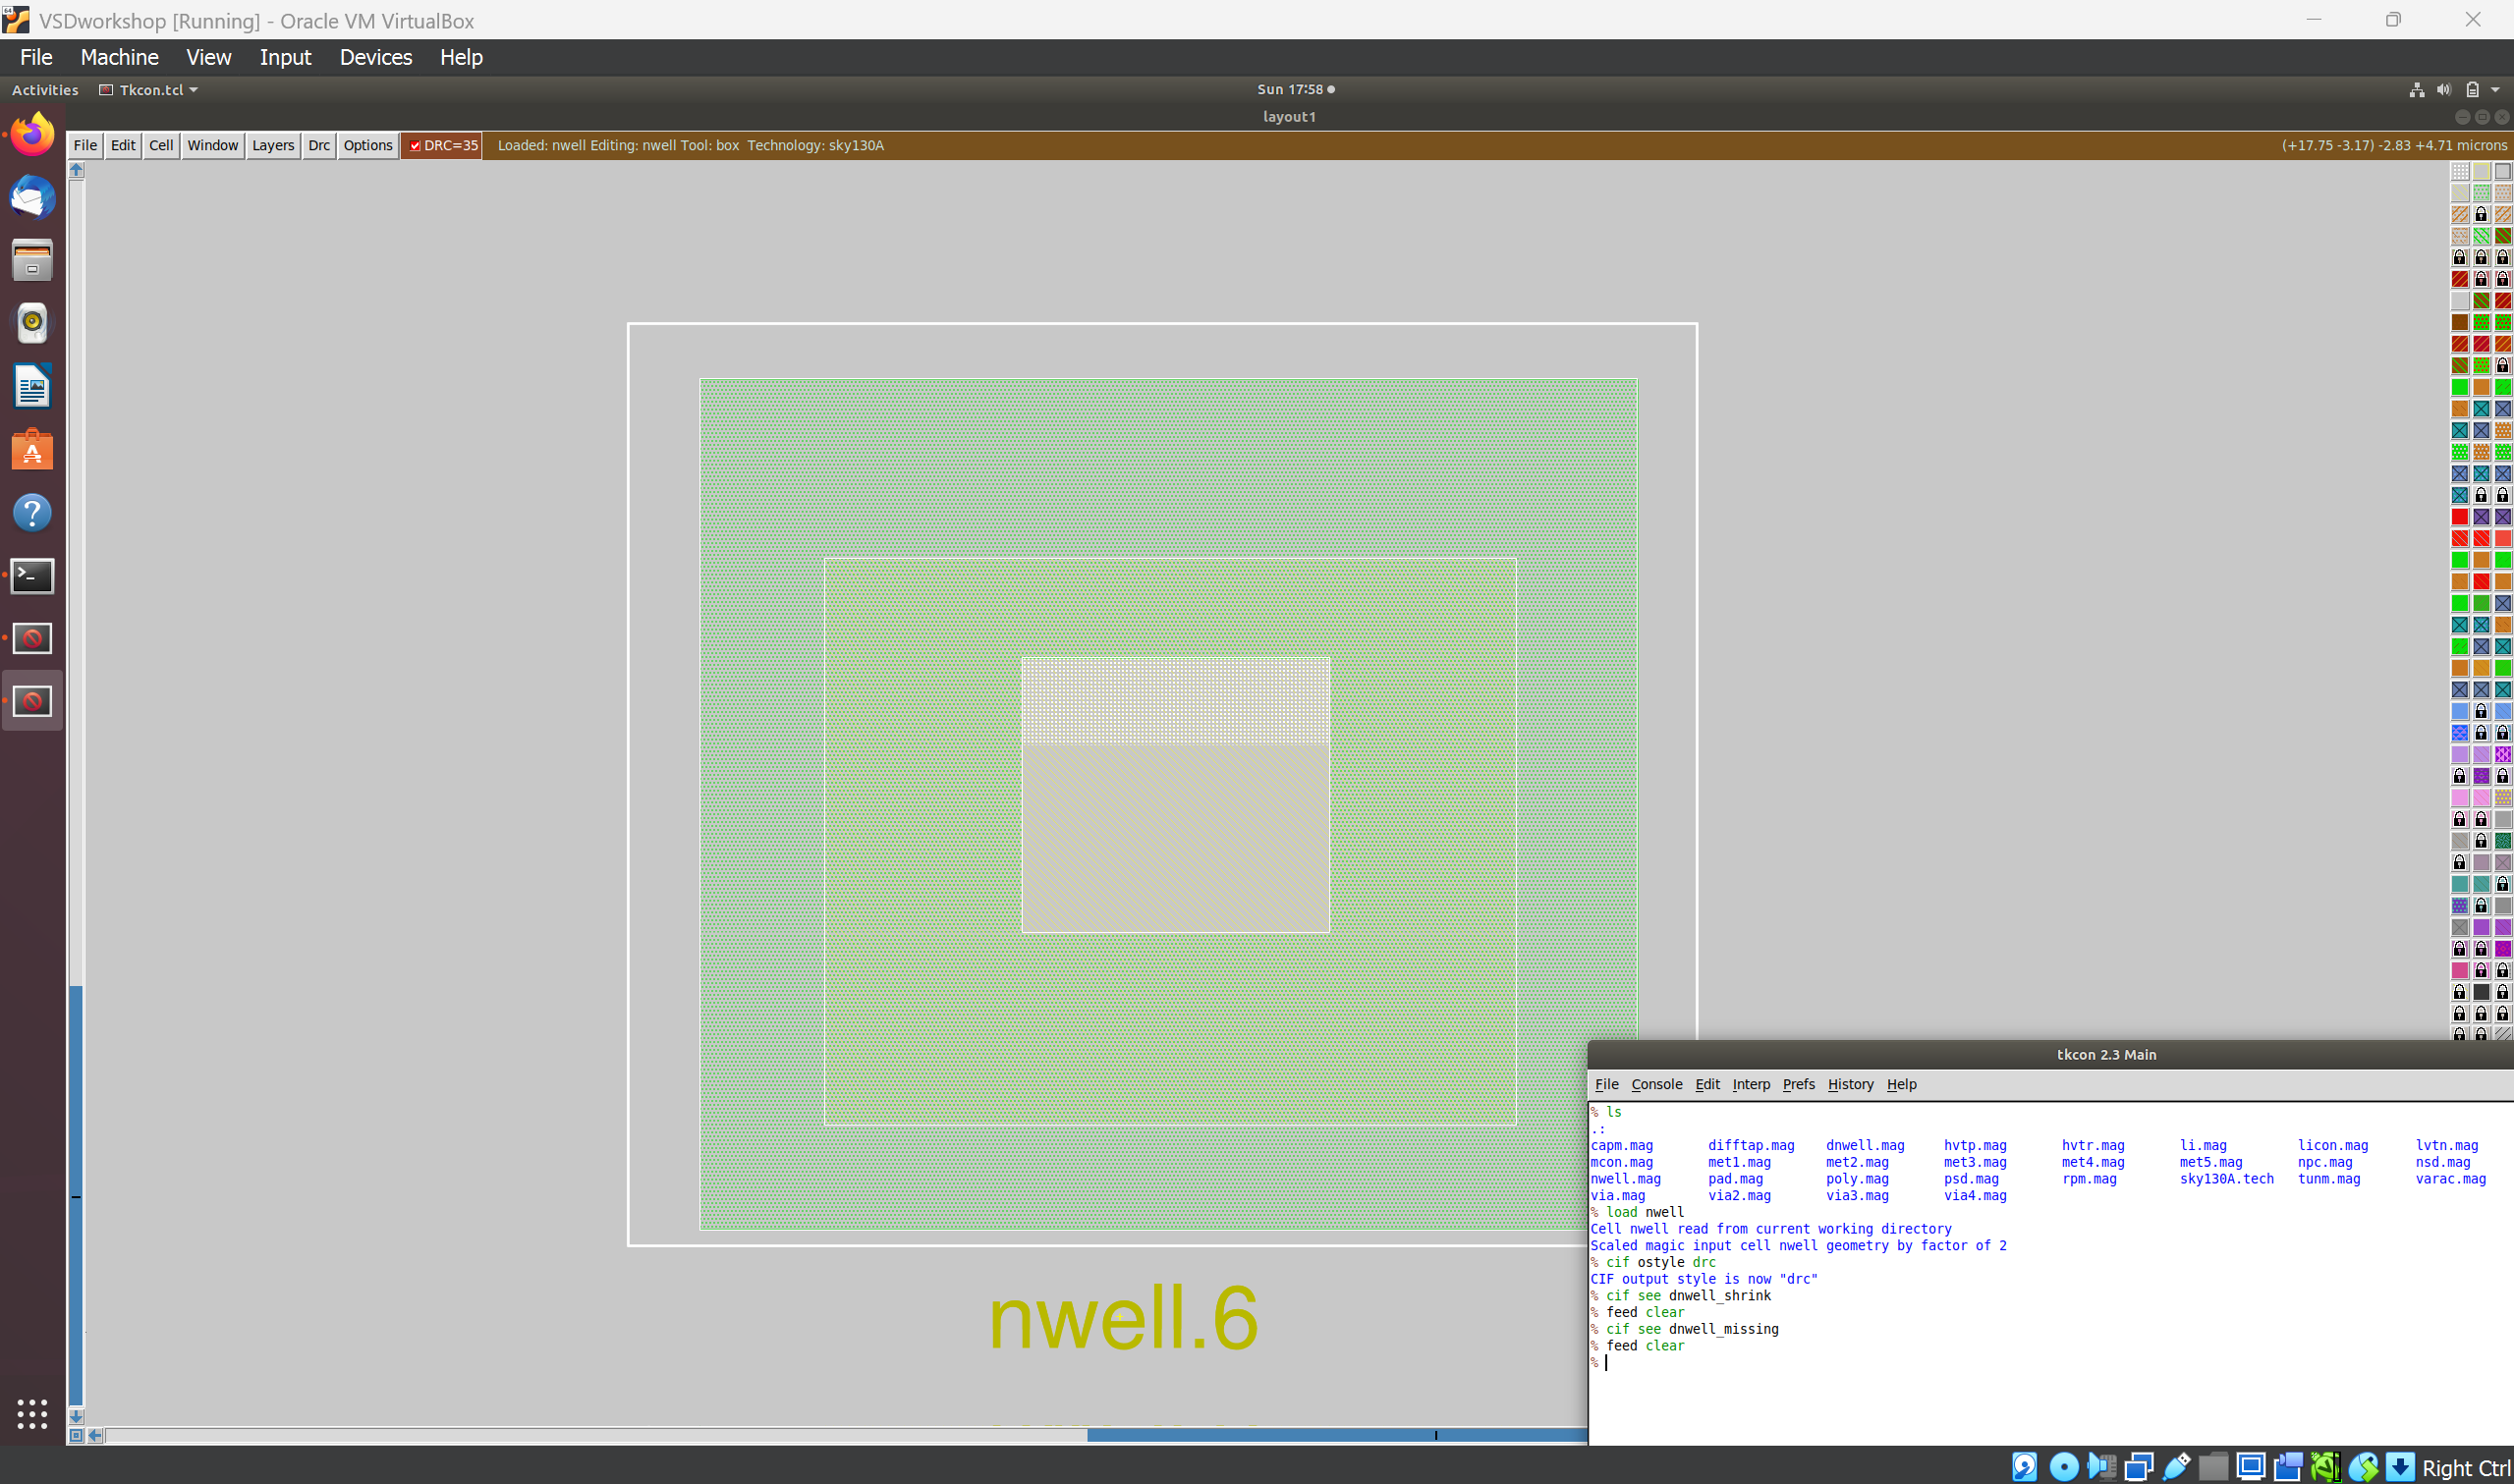 VSDworkshop [Running] - Oracle VM VirtualBox
File Machine View Input Devices Help
Activities Tkcon.tcl Sun 17:58
layout1
File Edit Cell Window Layers Drc Options DRC=35 Loaded: nwell Editing: nwell Tool: box Technology: sky130A (+17.75 -3.17) -2.83 +4.71 microns
nwell.6
tkcon 2.3 Main
File Console Edit Interp Prefs History Help
% ls
.:
capm.mag difftap.mag dnwell.mag hvtp.mag hvtr.mag li.mag licon.mag lvtn.mag
mcon.mag met1.mag met2.mag met3.mag met4.mag met5.mag npc.mag nsd.mag
nwell.mag pad.mag poly.mag psd.mag rpm.mag sky130A.tech tunm.mag varac.mag
via.mag via2.mag via3.mag via4.mag
% load nwell
Cell nwell read from current working directory
Scaled magic input cell nwell geometry by factor of 2
% cif ostyle drc
CIF output style is now "drc"
% cif see dnwell_shrink
% feed clear
% cif see dnwell_missing
% feed clear
%
Right Ctrl